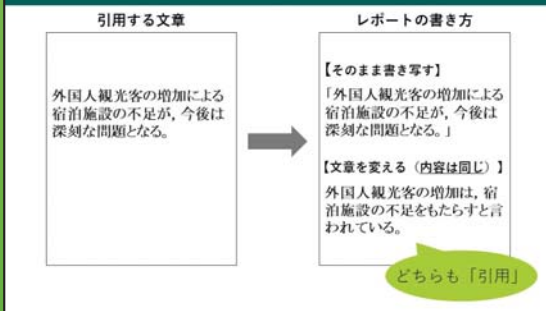 引用する文章
外国人観光客の増加による
宿泊施設の不足が，今後は
深刻な問題となる。
レポートの書き方
【そのまま書き写す】
「外国人観光客の増加による
宿泊施設の不足が，今後は
深刻な問題となる。」
【文章を変える（内容は同じ）】
外国人観光客の増加は，宿
泊施設の不足をもたらすと言
われている。
どちらも「引用」